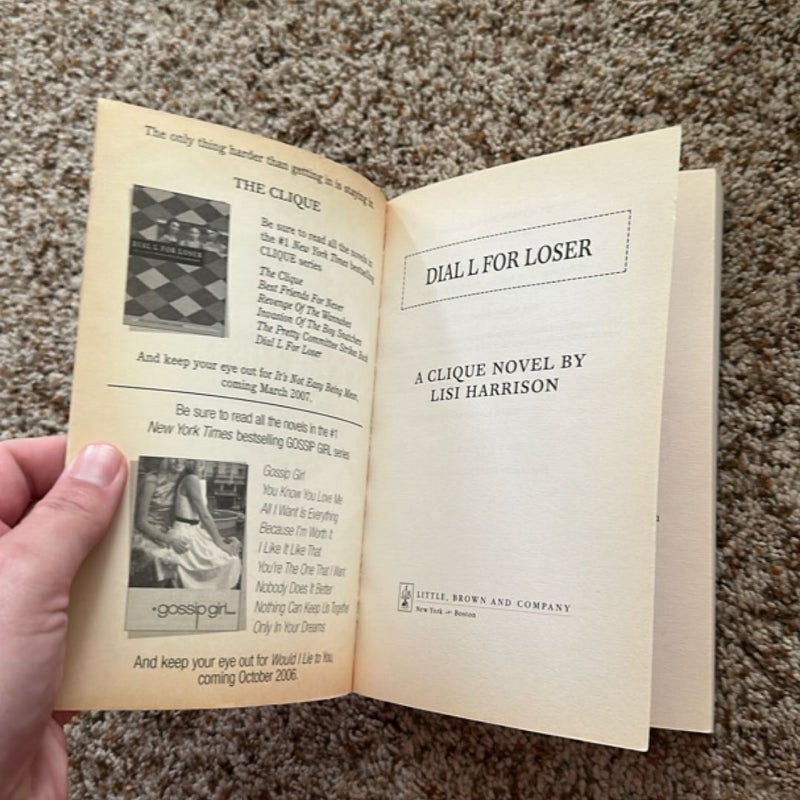 The only thing harder than getting in is staying in.
THE CLIQUE
DIAL L FOR LOSER
Be sure to read all the novels in
the #1 New York Times bestselling
CLIQUE series
The Clique
Best Friends For Never
Revenge Of The Wannabes
Invasion Of The Boy Snatchers
The Pretty Committee Strikes Back
Dial L For Loser
And keep your eye out for It's Not Easy Being Mean,
coming March 2007.
Be sure to read all the novels in the #1
New York Times bestselling GOSSIP GIRL series
Gossip Girl
You Know You Love Me
All I Want Is Everything
Because I'm Worth It
I Like It Like That
You're The One That I Want
Nobody Does It Better
Nothing Can Keep Us Together
Only In Your Dreams
gossip girl
And keep your eye out for Would I Lie to You,
coming October 2006.
DIAL L FOR LOSER
A CLIQUE NOVEL BY
LISI HARRISON
LITTLE, BROWN AND COMPANY
New York Boston